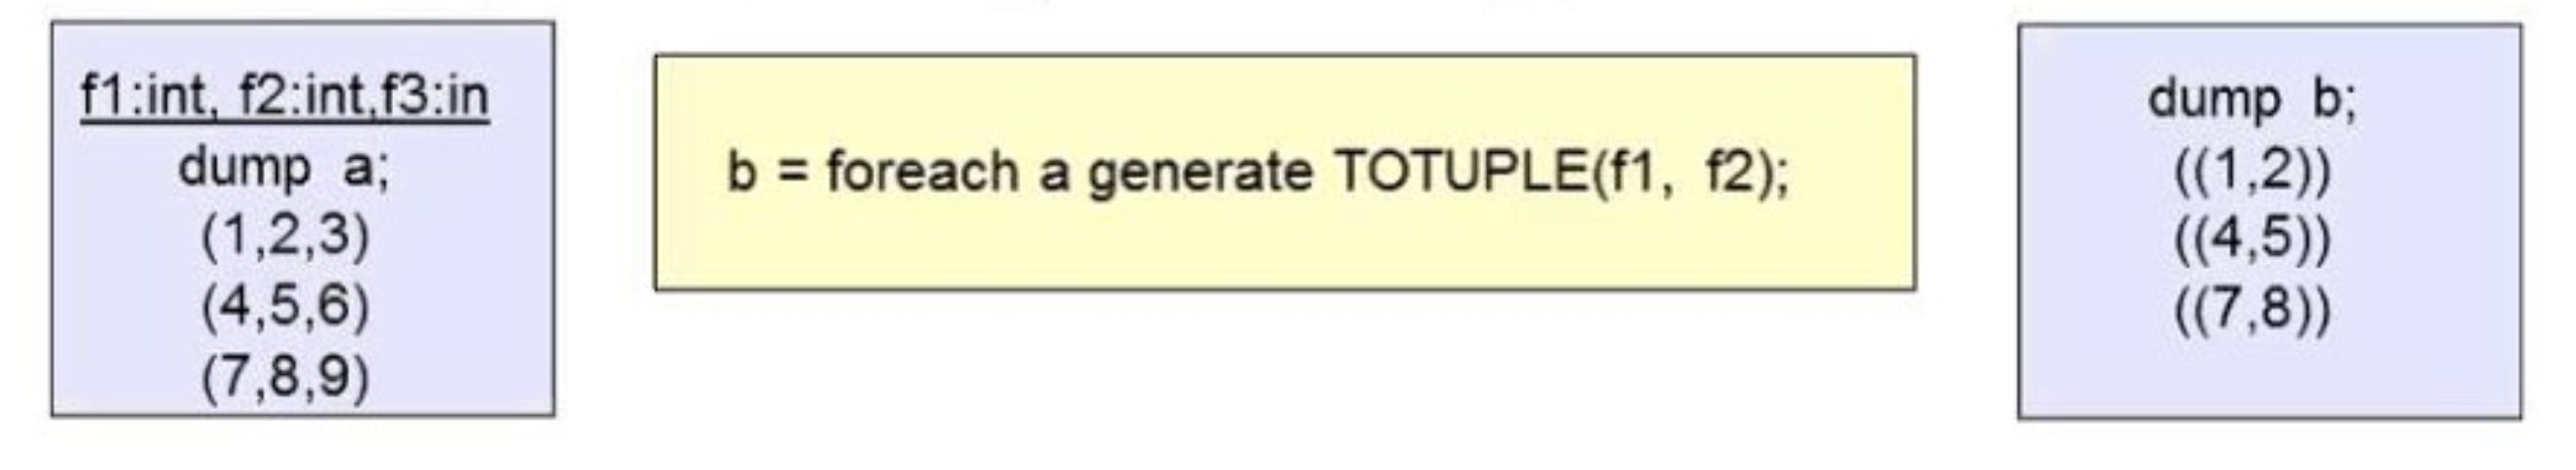 f1:int, f2:int,f3:in
dump a;
(1,2,3)
(4,5,6)
(7,8,9)
b = foreach a generate TOTUPLE(f1, f2);
dump b;
((1,2))
((4,5))
((7,8))